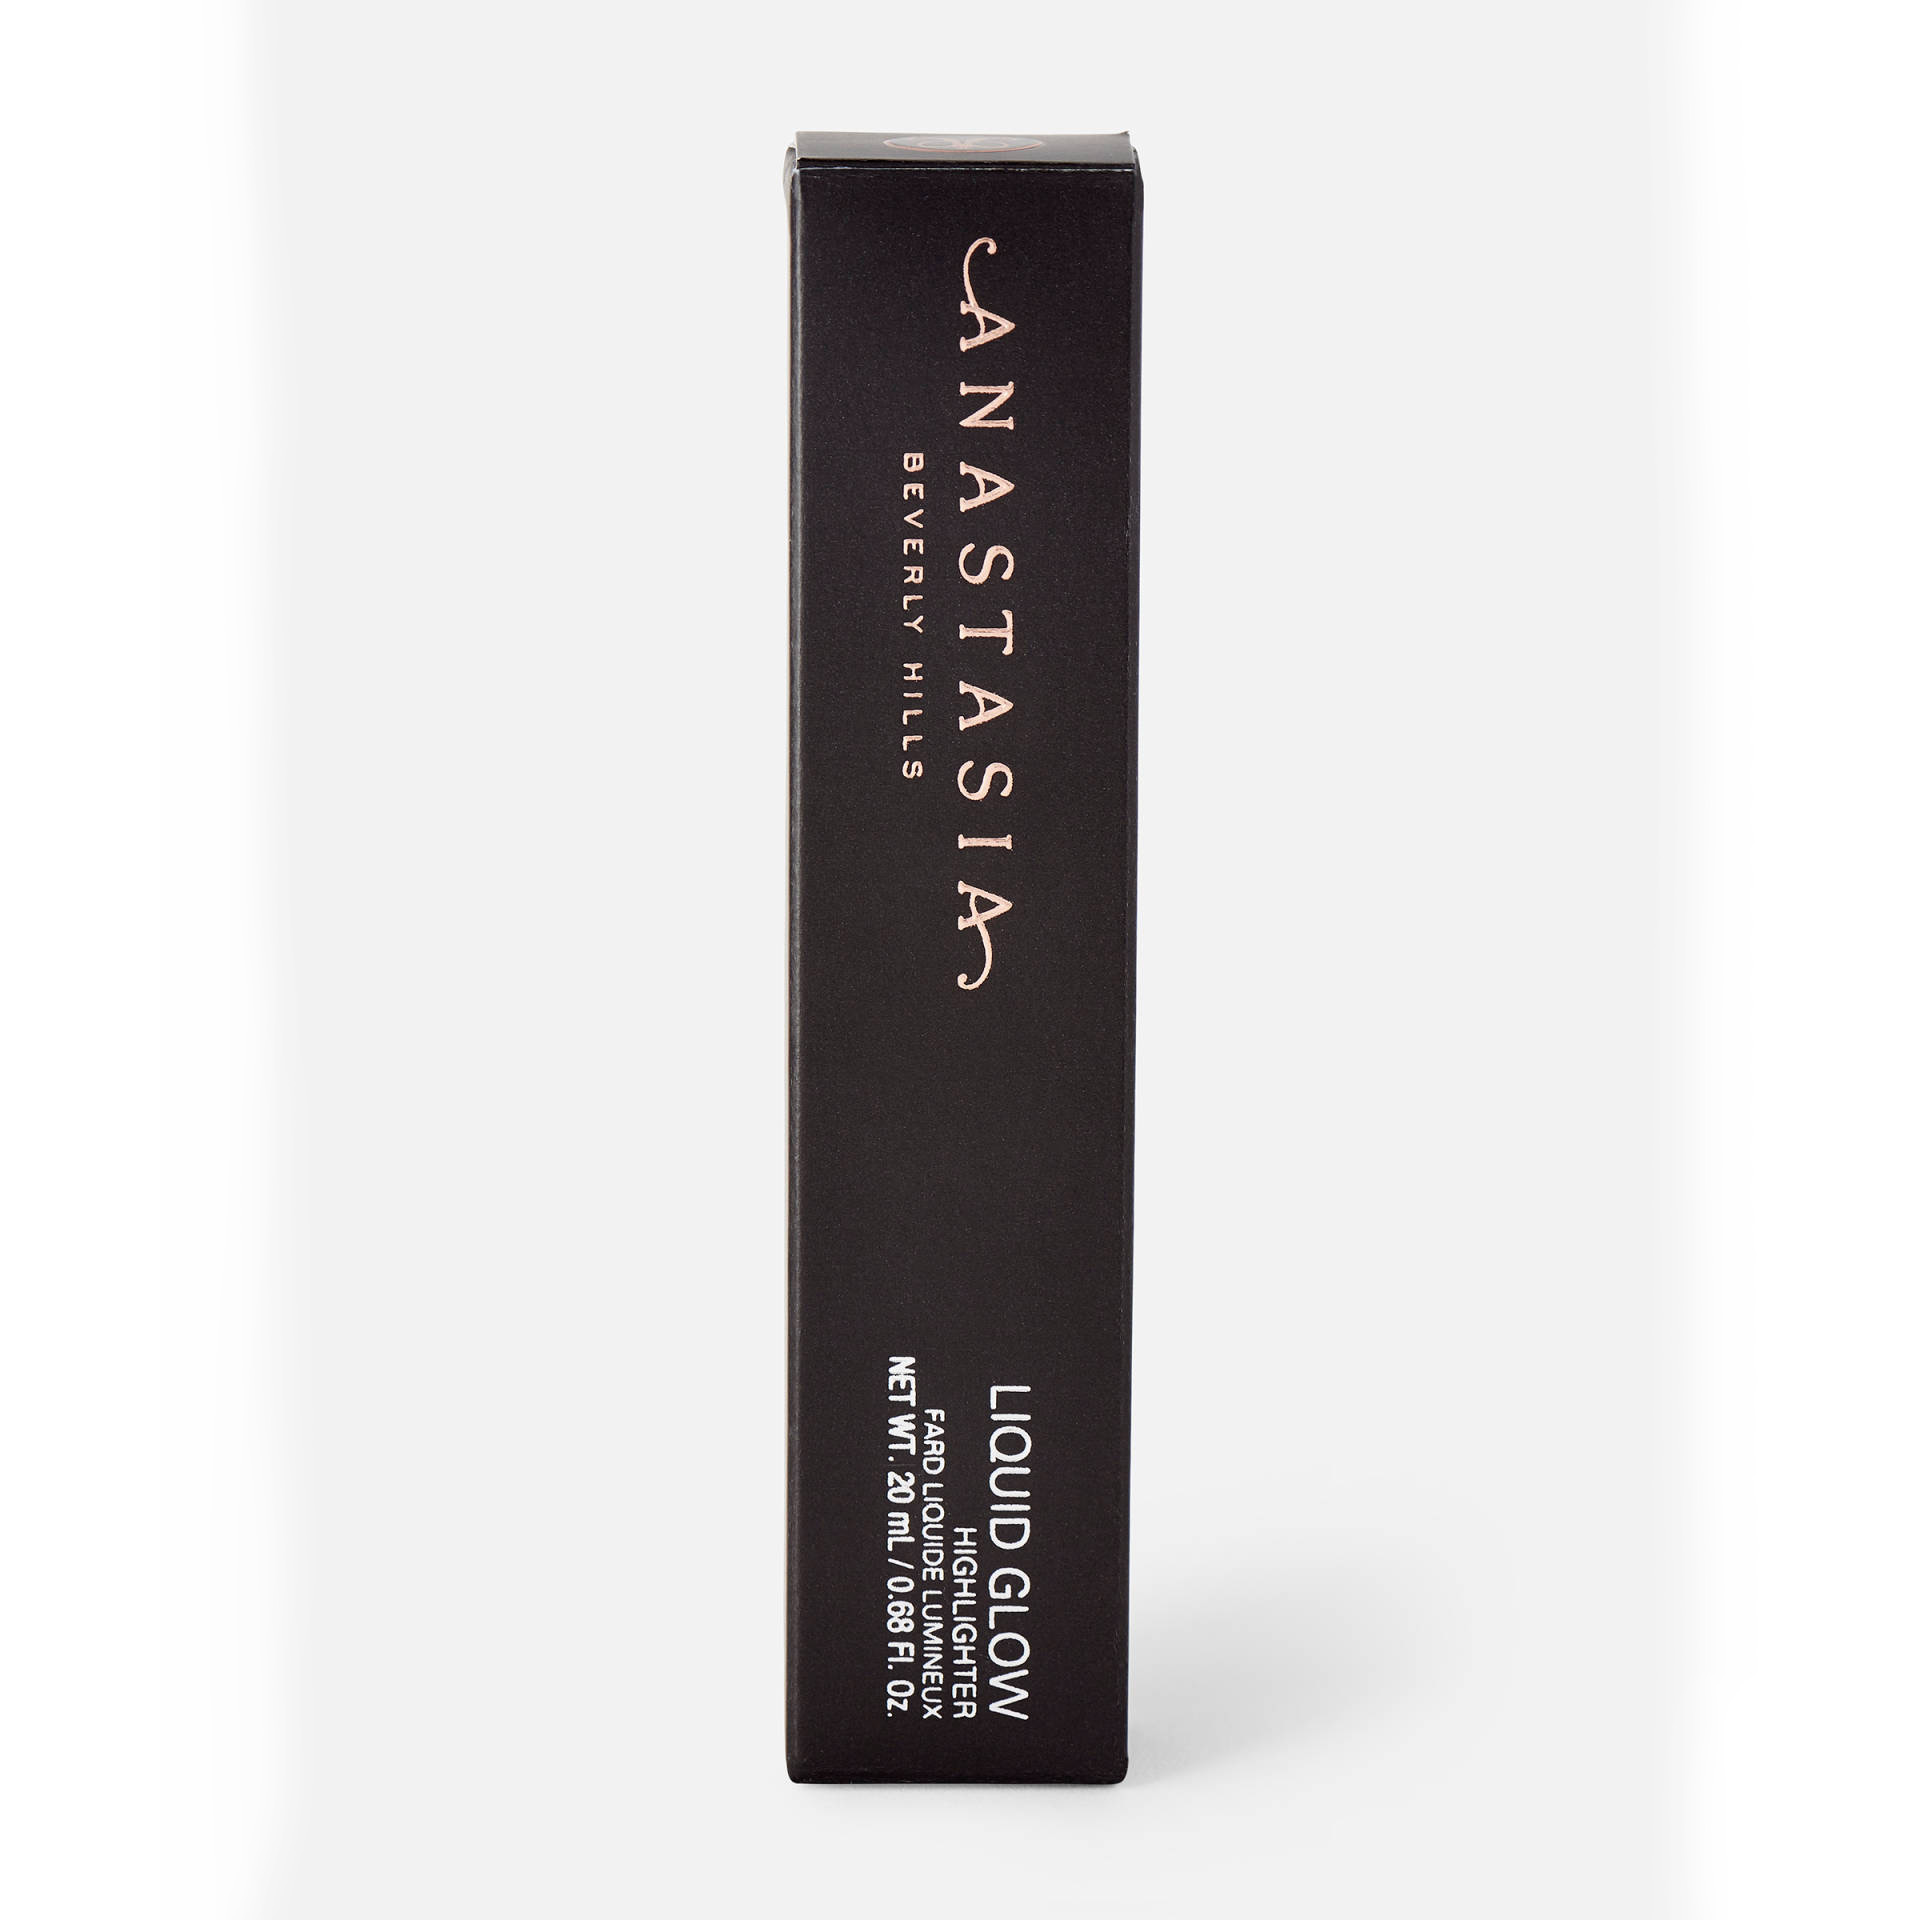 ANASTASIA
BEVERLY HILLS
LIQUID GLOW
HIGHLIGHTER
FARD LIQUIDE LUMINEUX
NET WT. 20 mL / 0.68 Fl. Oz.